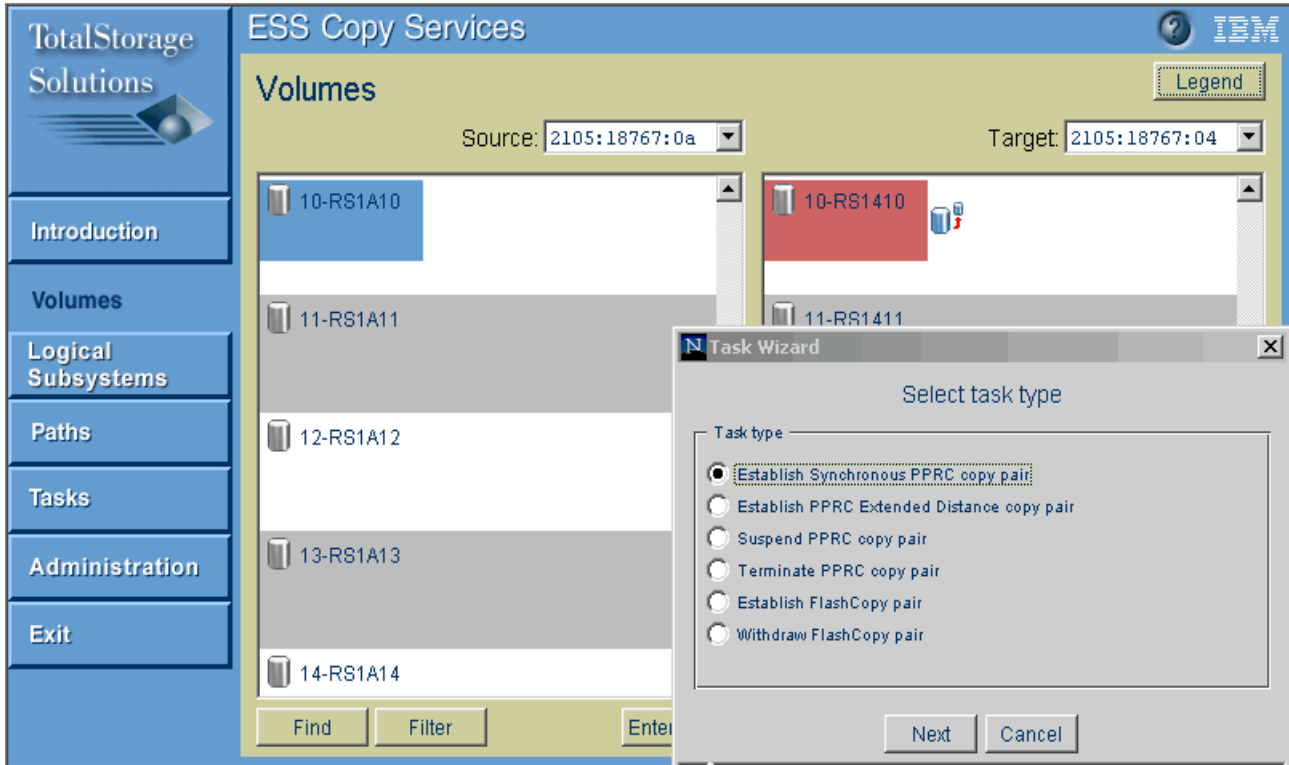 TotalStorage
Solutions
ESS Copy Services
?
IBM
Volumes
Legend
Source: 2105:18767:0a
Target: 2105:18767:04
10-RS1A10
10-RS1410
Introduction
Volumes
11-RS1A11
11-RS1411
Logical
Subsystems
Paths
Tasks
Administration
Exit
12-RS1A12
13-RS1A13
14-RS1A14
Find
Filter
N Task Wizard
Select task type
Task type
Establish Synchronous PPRC copy pair
Establish PPRC Extended Distance copy pair
Suspend PPRC copy pair
Terminate PPRC copy pair
Establish FlashCopy pair
Withdraw FlashCopy pair
Next
Cancel